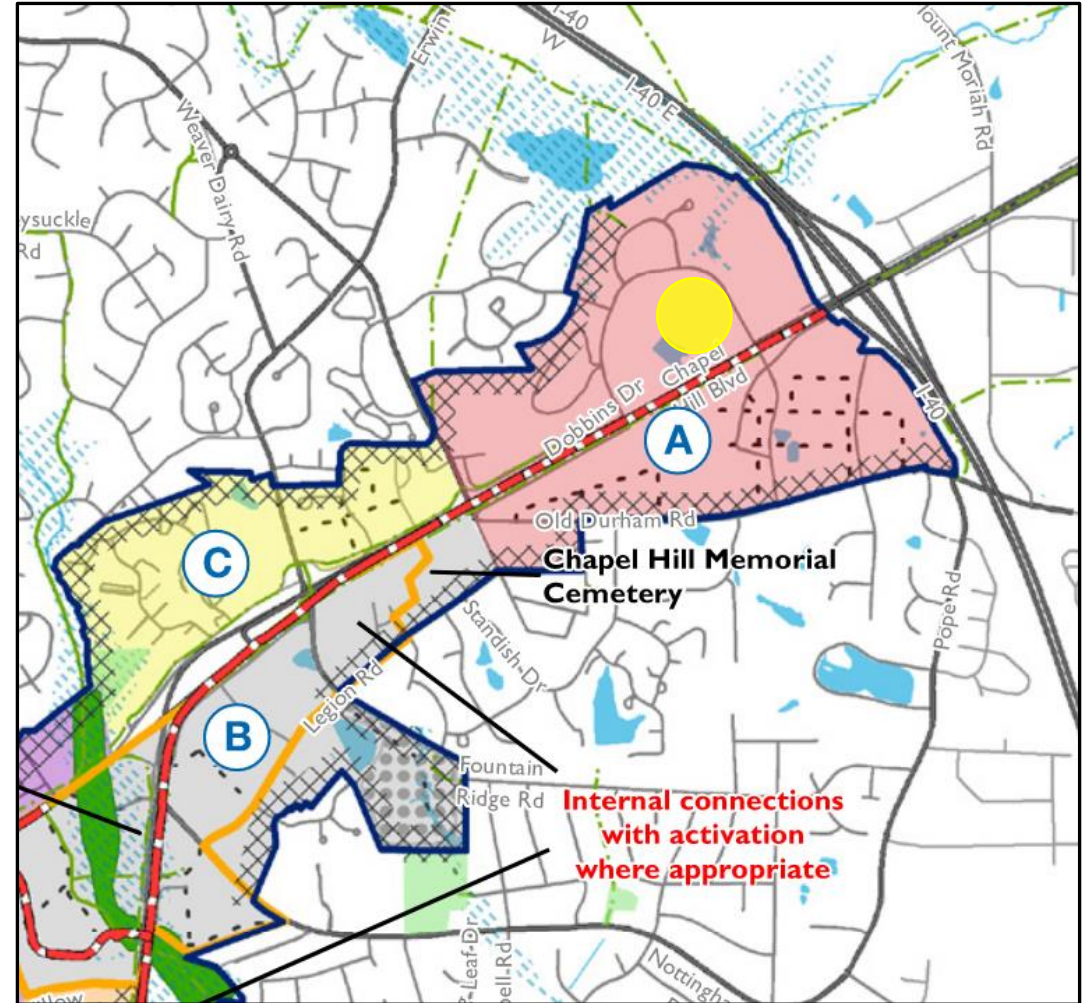 I-40
W
Erwin
Mount Moriah Rd
I-40 E
Weaver Dairy Rd
ysuckle
Rd
Chapel
Hill Blvd
Dobbins Dr
I-40
A
Old Durham Rd
C
Chapel Hill Memorial
Cemetery
Standish Dr
Pope Rd
Legion Rd
B
Fountain
Ridge Rd
Internal connections
with activation
where appropriate
Leaf Dr
bell Rd
Nottingha
illow